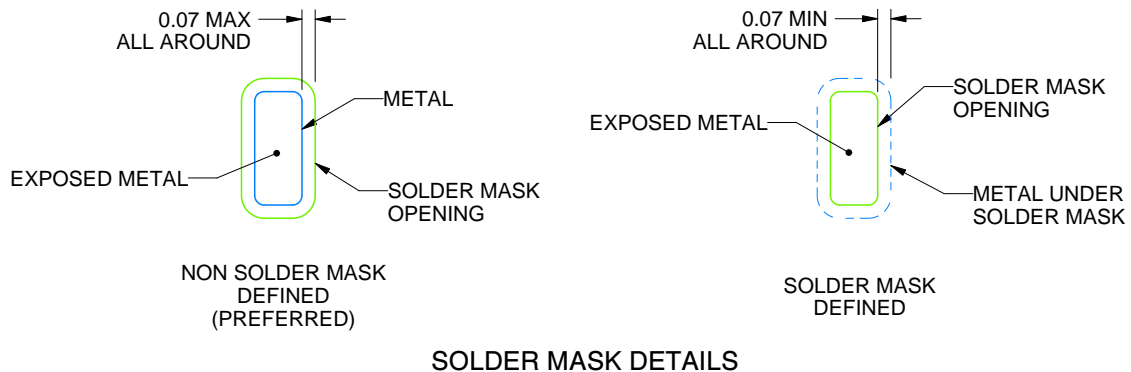 0.07 MAX
ALL AROUND
METAL
EXPOSED METAL
SOLDER MASK
OPENING
NON SOLDER MASK
DEFINED
(PREFERRED)
0.07 MIN
ALL AROUND
SOLDER MASK
OPENING
EXPOSED METAL
METAL UNDER
SOLDER MASK
SOLDER MASK
DEFINED
SOLDER MASK DETAILS